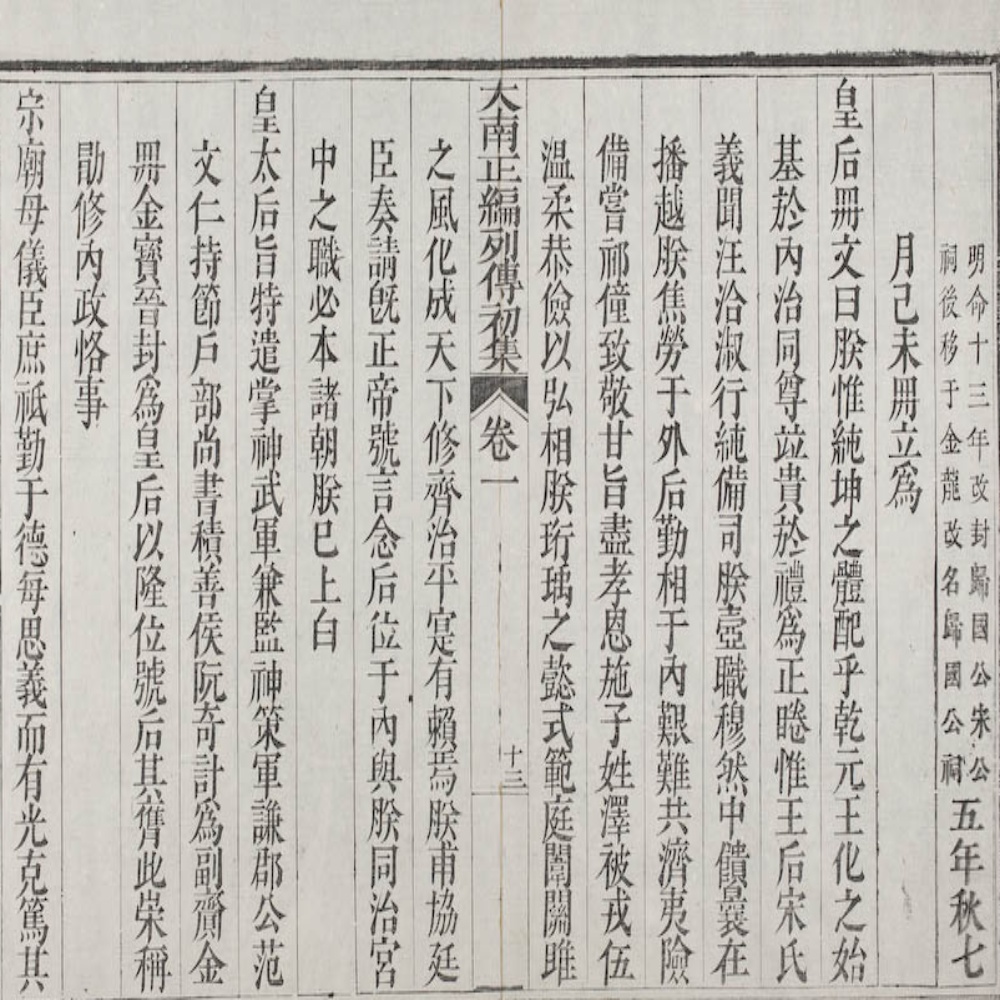 明命十三年改封歸國公宋公
祠後移于金龍改名歸國公祠
五年秋七
月己未冊立爲
皇后冊文曰朕惟純坤之體配乎乾元王化之始
基於內治同尊竝貴於禮爲正睠惟王后宋氏
義聞汪洽淑行純備司朕壼職穆然中饋曩在
播越朕焦勞于外后勤相于內艱難共濟夷險
備嘗祁僮致敬甘旨盡孝恩施子姓澤被戎伍
温柔恭儉以弘相朕珩瑀之懿式範庭闈關雎
大南正編列傳初集 卷一 十三
之風化成天下修齊治平寔有賴焉朕甫協廷
臣奏請旣正帝號言念后位于內與朕同治宮
中之職必本諸朝朕已上白
皇太后旨特遣掌神武軍兼監神策軍謙郡公范
文仁持節戶部尚書積善侯阮奇計爲副齎金
冊金寶晉封爲皇后以隆位號后其膺此荣稱
勖修內政恪事
宗廟母儀臣庶祇勤于德每思義而有光克篤其